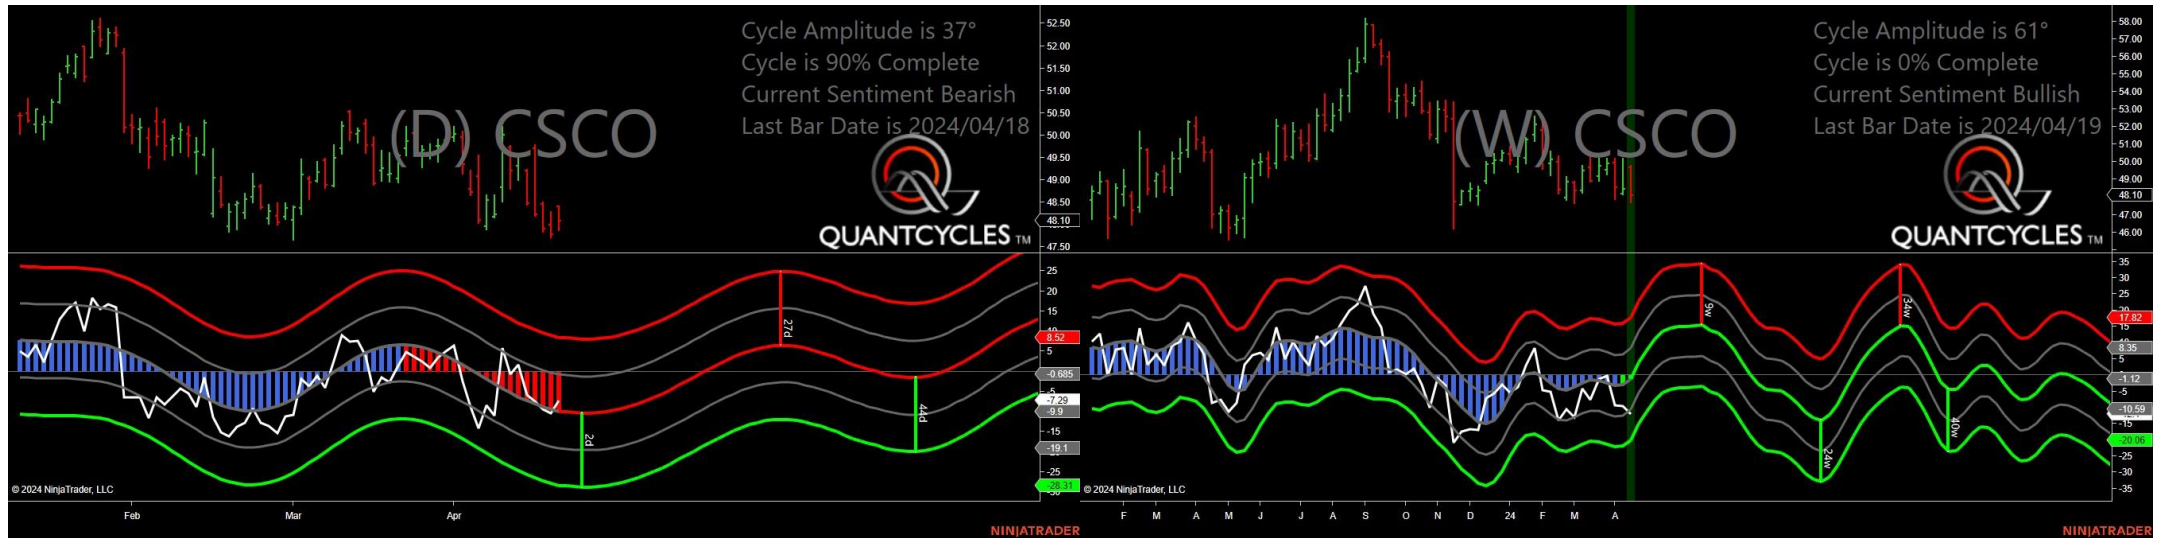 Cycle Amplitude is 37°
Cycle is 90% Complete
Current Sentiment Bearish
Last Bar Date is 2024/04/18
(D) CSCO
QUANTCYCLES TM
52.50
52.00
51.50
51.00
50.50
50.00
49.50
49.00
48.50
48.10
47.50
25
20
15
8.52
5
-0.685
-5
-7.29
-9.9
-15
-19.1
-25
-28.31
27d
2d
44d
© 2024 NinjaTrader, LLC
Feb Mar Apr
NINJATRADER
Cycle Amplitude is 61°
Cycle is 0% Complete
Current Sentiment Bullish
Last Bar Date is 2024/04/19
(W) CSCO
QUANTCYCLES TM
58.00
57.00
56.00
55.00
54.00
53.00
52.00
51.00
50.00
49.00
48.10
47.00
46.00
35
30
25
17.82
15
8.35
5
-1.12
-5
-10.59
-15
-20.06
-25
-30
-35
9w
34w
24w
40w
© 2024 NinjaTrader, LLC
F M A M J J A S O N D 24 F M A
NINJATRADER